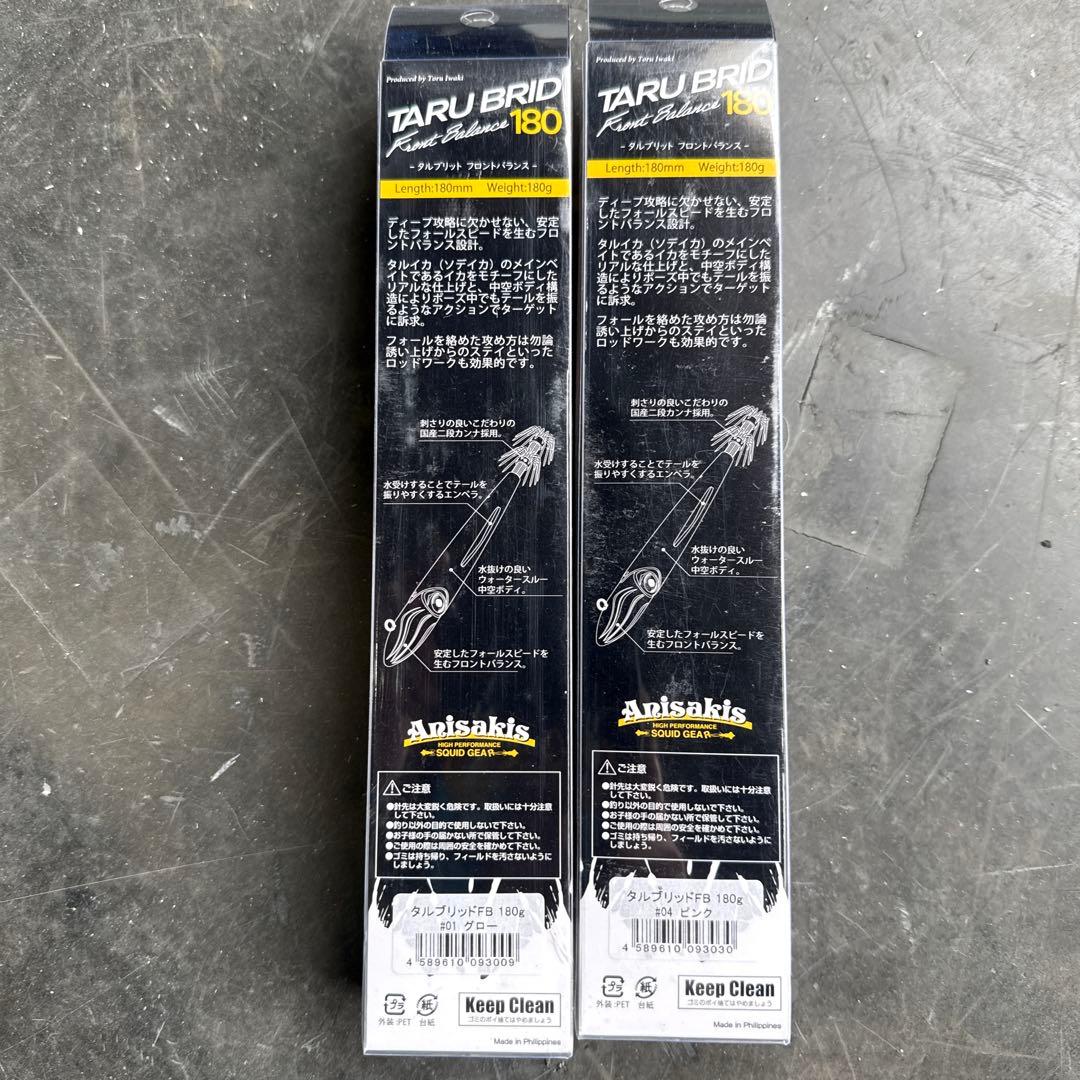 Produced by Toru Iwaki
TARU BRID
Front Balance 180
- タルブリット フロントバランス -
Length:180mm Weight:180g
ディープ攻略に欠かせない、安定
したフォールスピードを生むフロ
ントバランス設計。
タルイカ（ソデイカ）のメインベ
イトであるイカをモチーフにした
リアルな仕上げと、中空ボディ構
造によりポーズ中でもテールを振
るようなアクションでターゲット
に訴求。
フォールを絡めた攻め方は勿論
誘い上げからのステイといった
ロッドワークも効果的です。
刺さりの良いこだわりの
国産二段カンナ採用。
水受けすることでテールを
振りやすくするエンペラ。
水抜けの良い
ウォータースルー
中空ボディ。
安定したフォールスピードを
生むフロントバランス。
Anisakis
HIGH PERFORMANCE
SQUID GEAR
ご注意
●針先は大変鋭く危険です。取扱いには十分注意
して下さい。
●釣り以外の目的で使用しないで下さい。
●お子様の手の届かない所で保管して下さい。
●ご使用の際は周囲の安全を確かめて下さい。
●ゴミは持ち帰り、フィールドを汚さないように
しましょう。
タルブリッドFB 180g
#01 グロー
4 589610 093009
プラ 紙
外装:PET 台紙
Keep Clean
ゴミのポイ捨てはやめましょう
Made in Philippines
Produced by Toru Iwaki
TARU BRID
Front Balance 180
- タルブリット フロントバランス -
Length:180mm Weight:180g
ディープ攻略に欠かせない、安定
したフォールスピードを生むフロ
ントバランス設計。
タルイカ（ソデイカ）のメインベ
イトであるイカをモチーフにした
リアルな仕上げと、中空ボディ構
造によりポーズ中でもテールを振
るようなアクションでターゲット
に訴求。
フォールを絡めた攻め方は勿論
誘い上げからのステイといった
ロッドワークも効果的です。
刺さりの良いこだわりの
国産二段カンナ採用。
水受けすることでテールを
振りやすくするエンペラ。
水抜けの良い
ウォータースルー
中空ボディ。
安定したフォールスピードを
生むフロントバランス。
Anisakis
HIGH PERFORMANCE
SQUID GEAR
ご注意
●針先は大変鋭く危険です。取扱いには十分注意
して下さい。
●釣り以外の目的で使用しないで下さい。
●お子様の手の届かない所で保管して下さい。
●ご使用の際は周囲の安全を確かめて下さい。
●ゴミは持ち帰り、フィールドを汚さないように
しましょう。
タルブリッドFB 180g
#04 ピンク
4 589610 093030
プラ 紙
外装:PET 台紙
Keep Clean
ゴミのポイ捨てはやめましょう
Made in Philippines